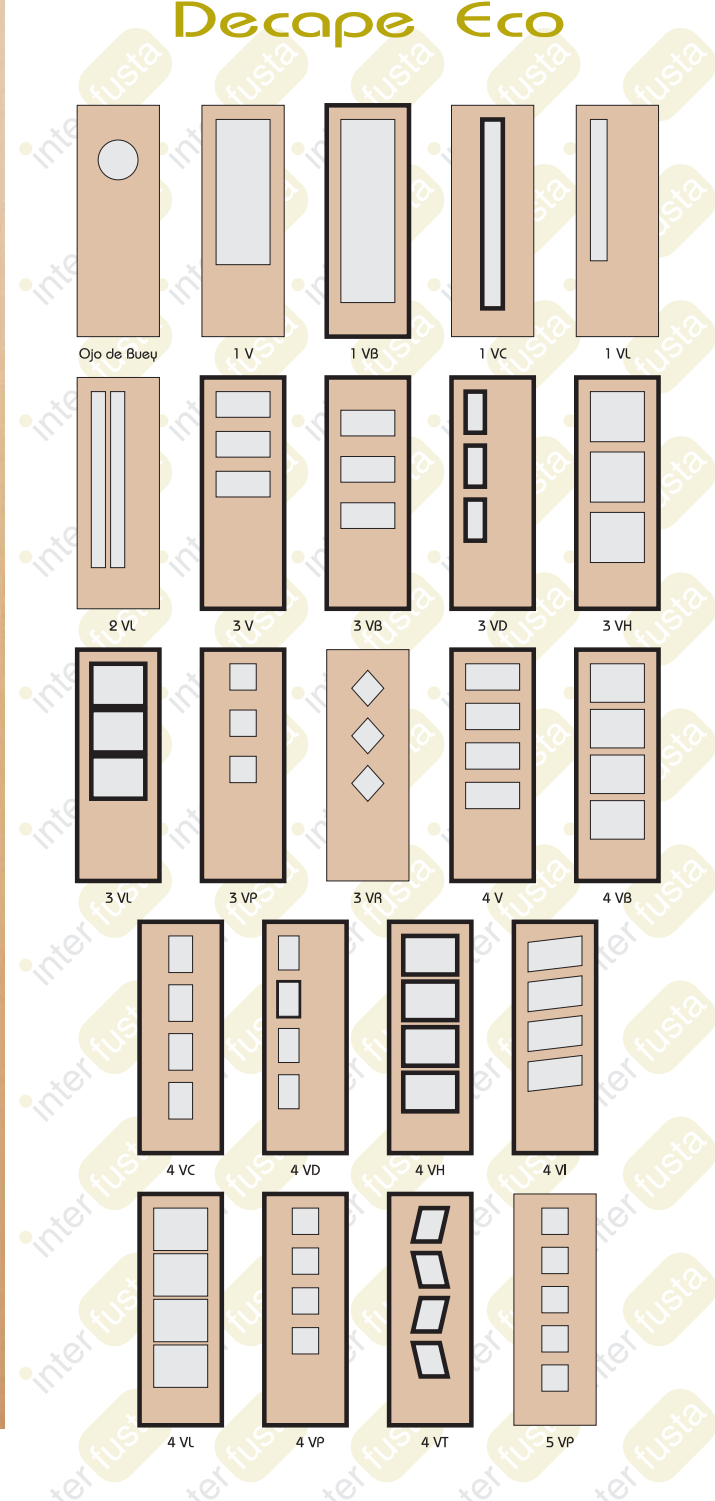 Decape Eco
Ojo de Buey 1 V 1 VB 1 VC 1 VL
2 VL 3 V 3 VB 3 VD 3 VH
3 VL 3 VP 3 VR 4 V 4 VB
4 VC 4 VD 4 VH 4 VI
4 VL 4 VP 4 VT 5 VP
inter fusta